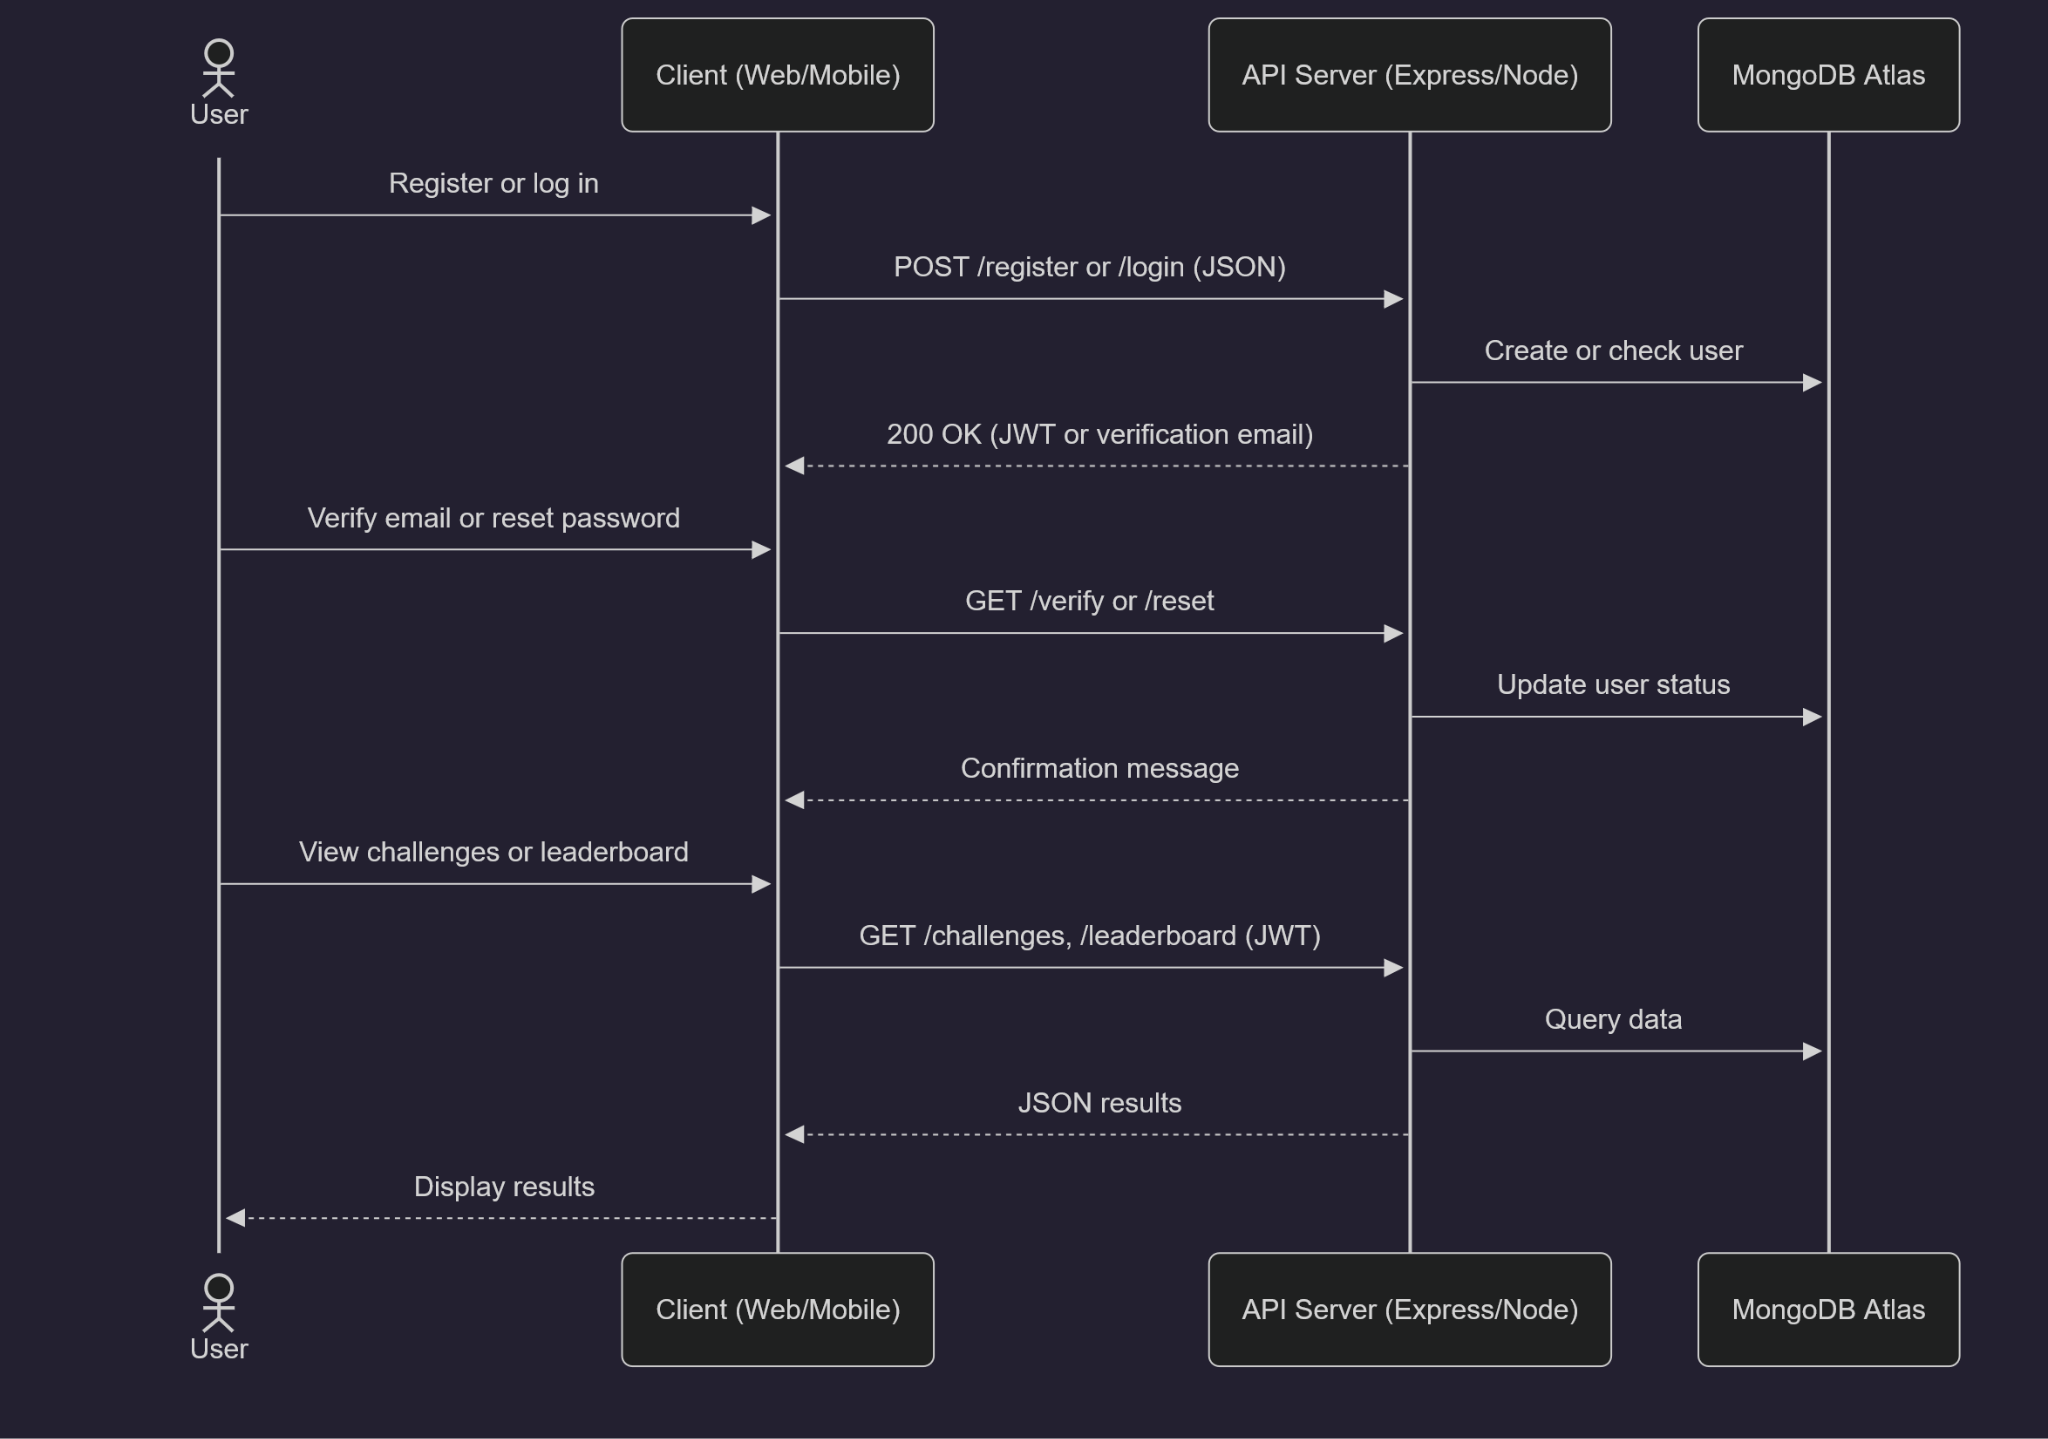 User
Client (Web/Mobile)
API Server (Express/Node)
MongoDB Atlas
Register or log in
POST /register or /login (JSON)
Create or check user
200 OK (JWT or verification email)
Verify email or reset password
GET /verify or /reset
Update user status
Confirmation message
View challenges or leaderboard
GET /challenges, /leaderboard (JWT)
Query data
JSON results
Display results
User
Client (Web/Mobile)
API Server (Express/Node)
MongoDB Atlas